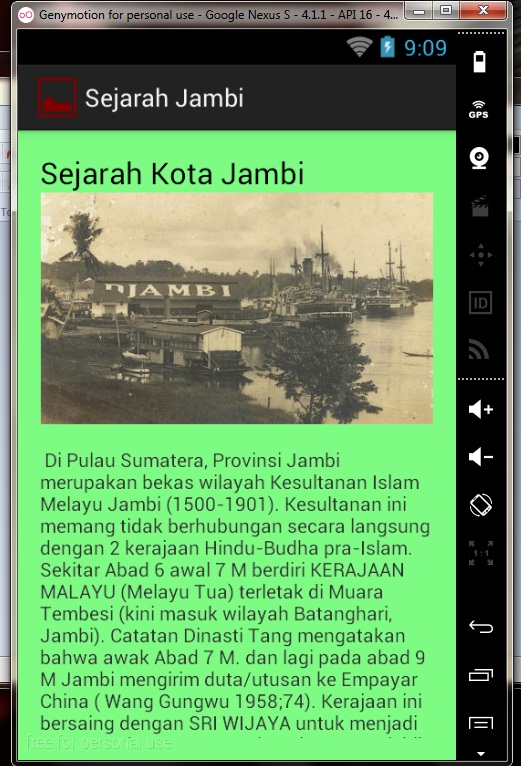 Genymotion for personal use - Google Nexus S - 4.1.1 - API 16 - 4...
9:09
Sejarah Jambi
GPS
Sejarah Kota Jambi
DJAMBI
ID
1:1
Di Pulau Sumatera, Provinsi Jambi
merupakan bekas wilayah Kesultanan Islam
Melayu Jambi (1500-1901). Kesultanan ini
memang tidak berhubungan secara langsung
dengan 2 kerajaan Hindu-Budha pra-Islam.
Sekitar Abad 6 awal 7 M berdiri KERAJAAN
MALAYU (Melayu Tua) terletak di Muara
Tembesi (kini masuk wilayah Batanghari,
Jambi). Catatan Dinasti Tang mengatakan
bahwa awak Abad 7 M. dan lagi pada abad 9
M Jambi mengirim duta/utusan ke Empayar
China ( Wang Gungwu 1958;74). Kerajaan ini
bersaing dengan SRI WIJAYA untuk menjadi
free for personal use